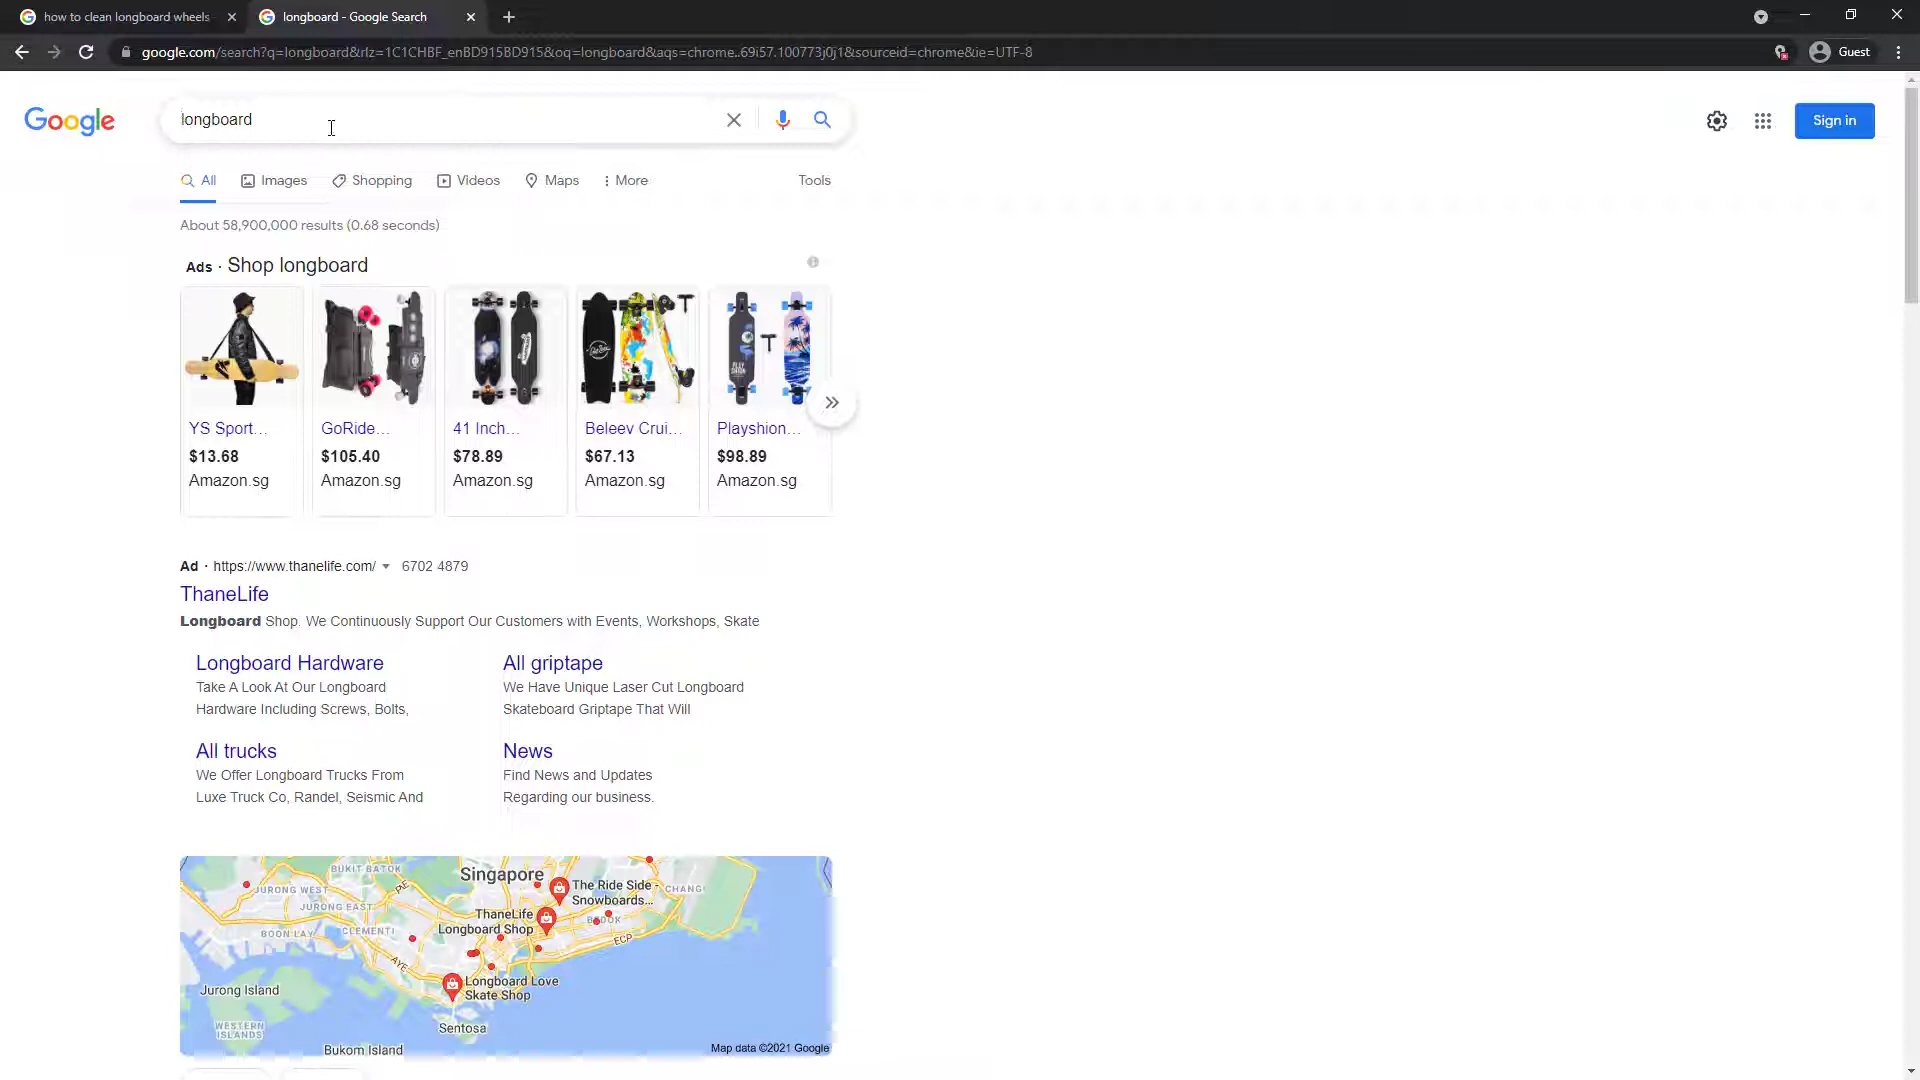 how to clean longboard wheels
longboard - Google Search
google.com/search?q=longboard&rlz=1C1CHBF_enBD915BD915&oq=longboard&aqs=chrome..69i57.100773j0j1&sourceid=chrome&ie=UTF-8
Guest
Google
longboard
Sign in
All
Images
Shopping
Videos
Maps
More
Tools
About 58,900,000 results (0.68 seconds)
Ads · Shop longboard
YS Sport...
$13.68
Amazon.sg
GoRide...
$105.40
Amazon.sg
41 Inch...
$78.89
Amazon.sg
Beleev Crui...
$67.13
Amazon.sg
Playshion...
$98.89
Amazon.sg
Ad · https://www.thanelife.com/ 6702 4879
ThaneLife
Longboard Shop. We Continuously Support Our Customers with Events, Workshops, Skate
Longboard Hardware
Take A Look At Our Longboard
Hardware Including Screws, Bolts,
All griptape
We Have Unique Laser Cut Longboard
Skateboard Griptape That Will
All trucks
We Offer Longboard Trucks From
Luxe Truck Co, Randel, Seismic And
News
Find News and Updates
Regarding our business.
BUKIT BATOK
Singapore
PIE
JURONG WEST
The Ride Side -
Snowboards...
CHANGI
JURONG EAST
ThaneLife
Longboard Shop
BEDOK
CLEMENTI
BOON LAY
ECP
AYE
Longboard Love
Skate Shop
Jurong Island
WESTERN
ISLANDS
Sentosa
Bukom Island
Map data ©2021 Google